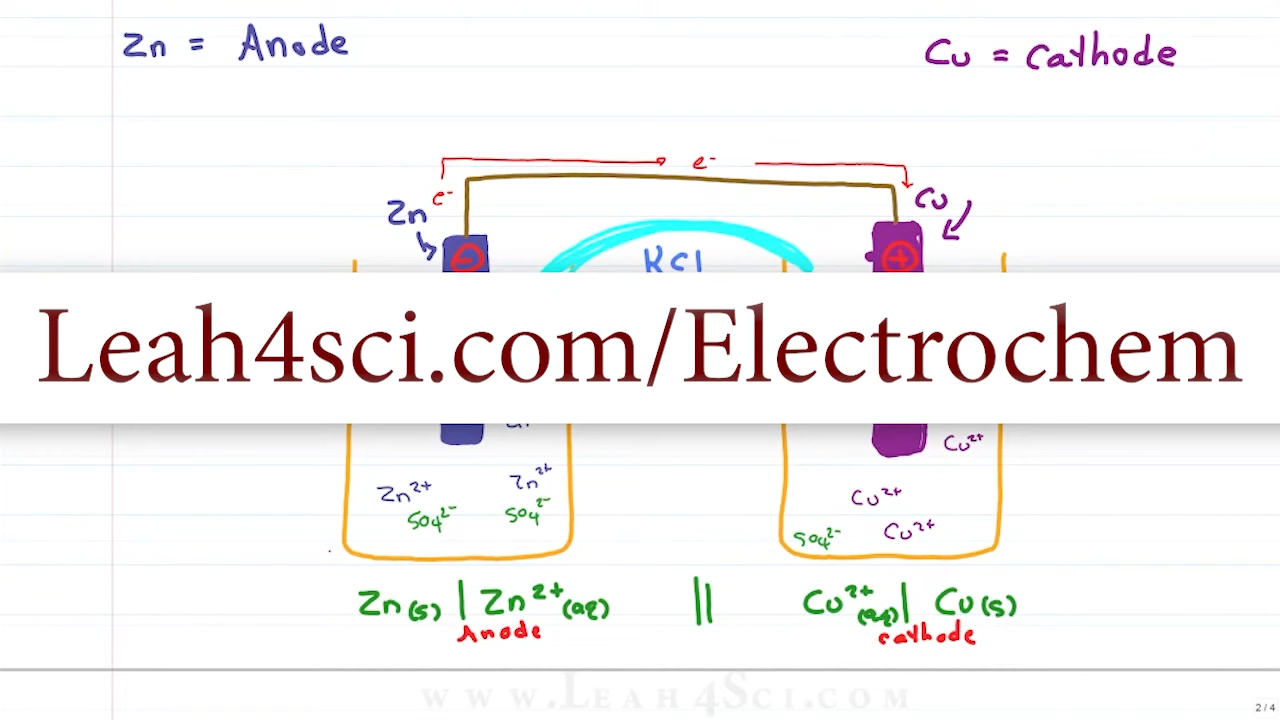 Zn = Anode
Cu = Cathode
e⁻
e⁻
Zn
Cu
⊖
⊕
KCl
Leah4sci.com/Electrochem
Cu²⁺
Zn²⁺
Zn²⁺
Cu²⁺
SO₄²⁻
SO₄²⁻
Cu²⁺
SO₄²⁻
Zn(s) | Zn²⁺(aq) || Cu²⁺(aq) | Cu(s)
Anode
cathode
www.Leah4Sci.com
2 / 4